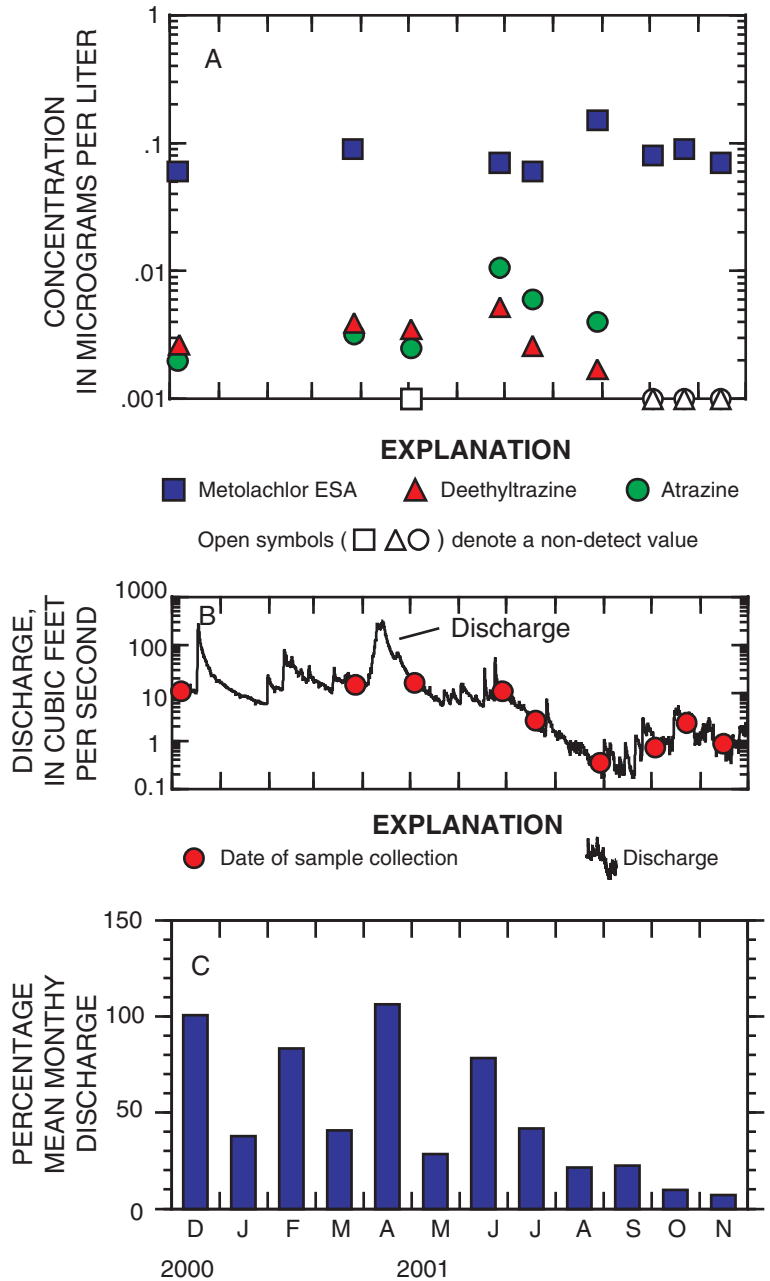 A
CONCENTRATION
IN MICROGRAMS PER LITER
1
.1
.01
.001
EXPLANATION
Metolachlor ESA
Deethyltrazine
Atrazine
Open symbols ( ) denote a non-detect value
B
DISCHARGE,
IN CUBIC FEET
PER SECOND
1000
100
10
1
0.1
Discharge
EXPLANATION
Date of sample collection
Discharge
C
PERCENTAGE
MEAN MONTHY
DISCHARGE
150
100
50
0
D J F M A M J J A S O N
2000 2001